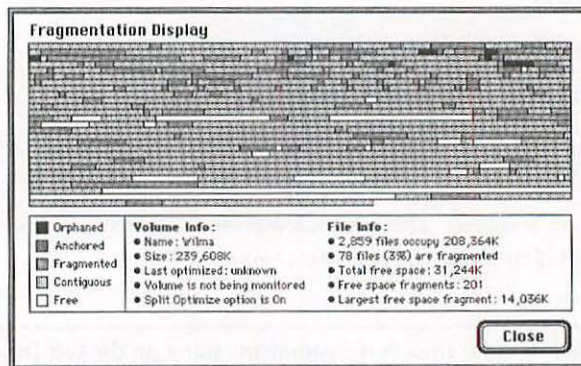 Fragmentation Display
Orphaned
Anchored
Fragmented
Contiguous
Free
Volume Info:
• Name: Wilma
• Size: 239,608K
• Last optimized: unknown
• Volume is not being monitored
• Split Optimize option is On
File Info:
• 2,859 files occupy 208,364K
• 78 files (3%) are fragmented
• Total free space: 31,244K
• Free space fragments: 201
• Largest free space fragment: 14,036K
Close